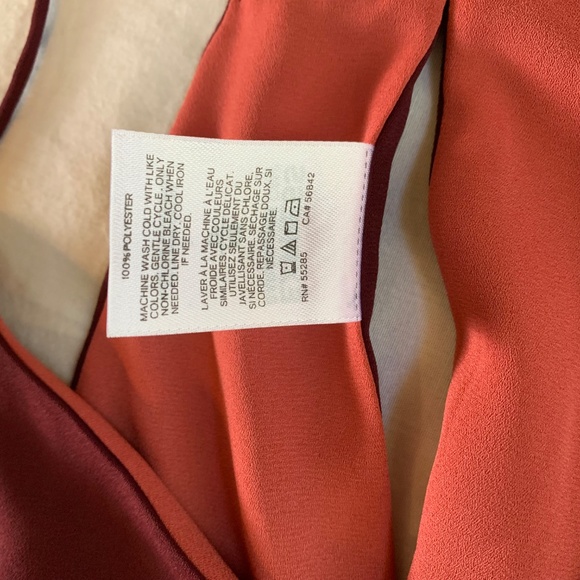 100% POLYESTER
MACHINE WASH COLD WITH LIKE
COLORS. GENTLE CYCLE. ONLY
NON-CHLORINE BLEACH WHEN
NEEDED. LINE DRY. COOL IRON
IF NEEDED.
LAVER À LA MACHINE À L'EAU
FROIDE AVEC COULEURS
SIMILAIRES. CYCLE DÉLICAT.
UTILISEZ SEULEMENT DU
JAVELLISANT SANS CHLORE,
SI NÉCESSAIRE. SÉCHAGE SUR
CORDE. REPASSAGE DOUX, SI
NÉCESSAIRE.
RN# 55285 CA# 56842